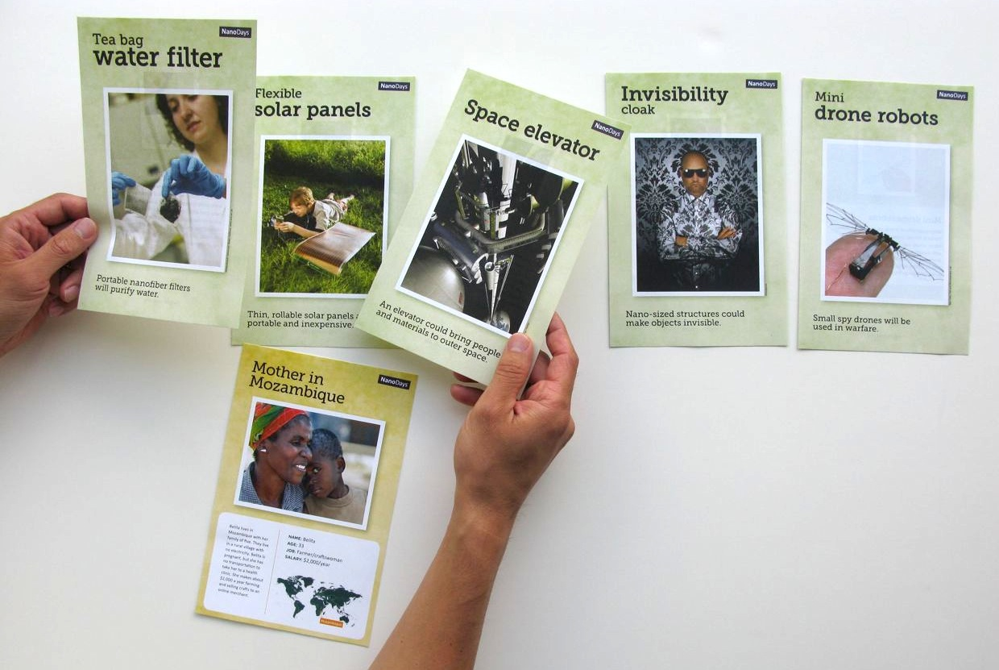 NanoDays
Tea bag
water filter
Portable nanofiber filters
will purify water.
NanoDays
Flexible
solar panels
Thin, rollable solar panels
portable and inexpensive.
NanoDays
Space elevator
An elevator could bring people
and materials to outer space.
NanoDays
Invisibility
cloak
Nano-sized structures could
make objects invisible.
NanoDays
Mini
drone robots
Small spy drones will be
used in warfare.
NanoDays
Mother in
Mozambique
Belita lives in
Mozambique with her
family of five. They live
in a rural village with
no electricity. Belita is
pregnant, but she has
no transportation to
take her to a health
clinic. She makes about
$2,000 a year farming
and selling crafts to an
online merchant.
NAME: Belita
AGE: 33
JOB: Farmer/craftswoman
SALARY: $2,000/year